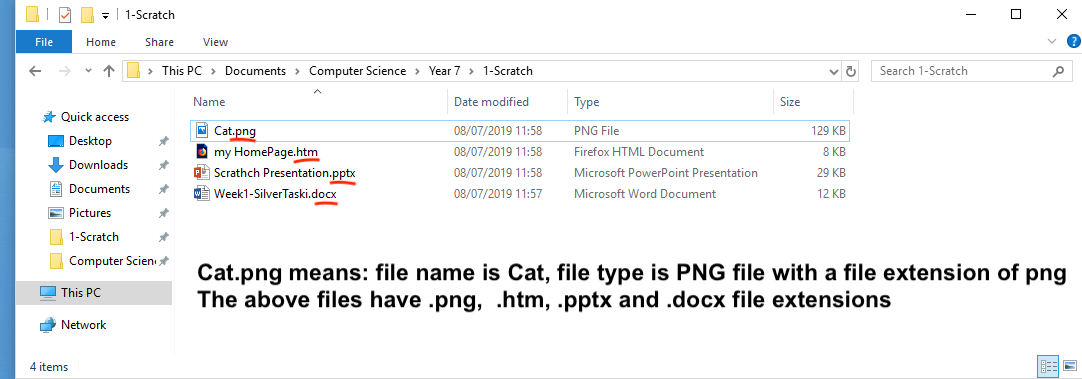 1-Scratch
File Home Share View
This PC Documents Computer Science Year 7 1-Scratch Search 1-Scratch
Name Date modified Type Size
Quick access
Desktop
Downloads
Documents
Pictures
1-Scratch
Computer Scien
This PC
Network
Cat.png 08/07/2019 11:58 PNG File 129 KB
my HomePage.htm 08/07/2019 11:58 Firefox HTML Document 8 KB
Scrathch Presentation.pptx 08/07/2019 11:58 Microsoft PowerPoint Presentation 29 KB
Week1-SilverTaski.docx 08/07/2019 11:57 Microsoft Word Document 12 KB
Cat.png means: file name is Cat, file type is PNG file with a file extension of png
The above files have .png, .htm, .pptx and .docx file extensions
4 items